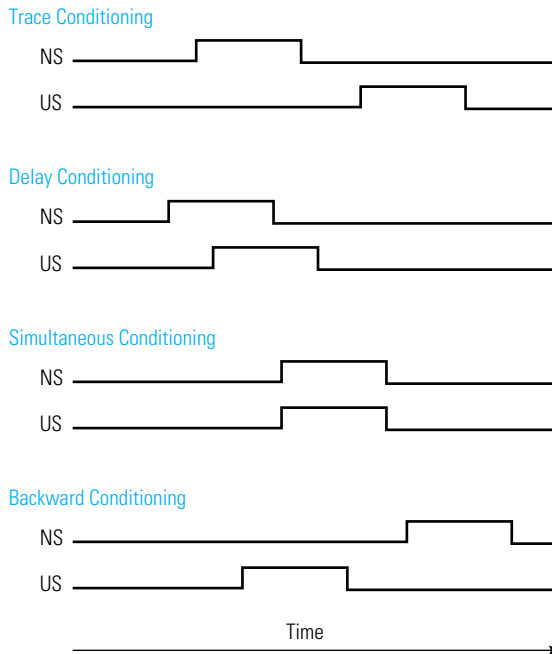 Trace Conditioning
NS
US
Delay Conditioning
NS
US
Simultaneous Conditioning
NS
US
Backward Conditioning
NS
US
Time